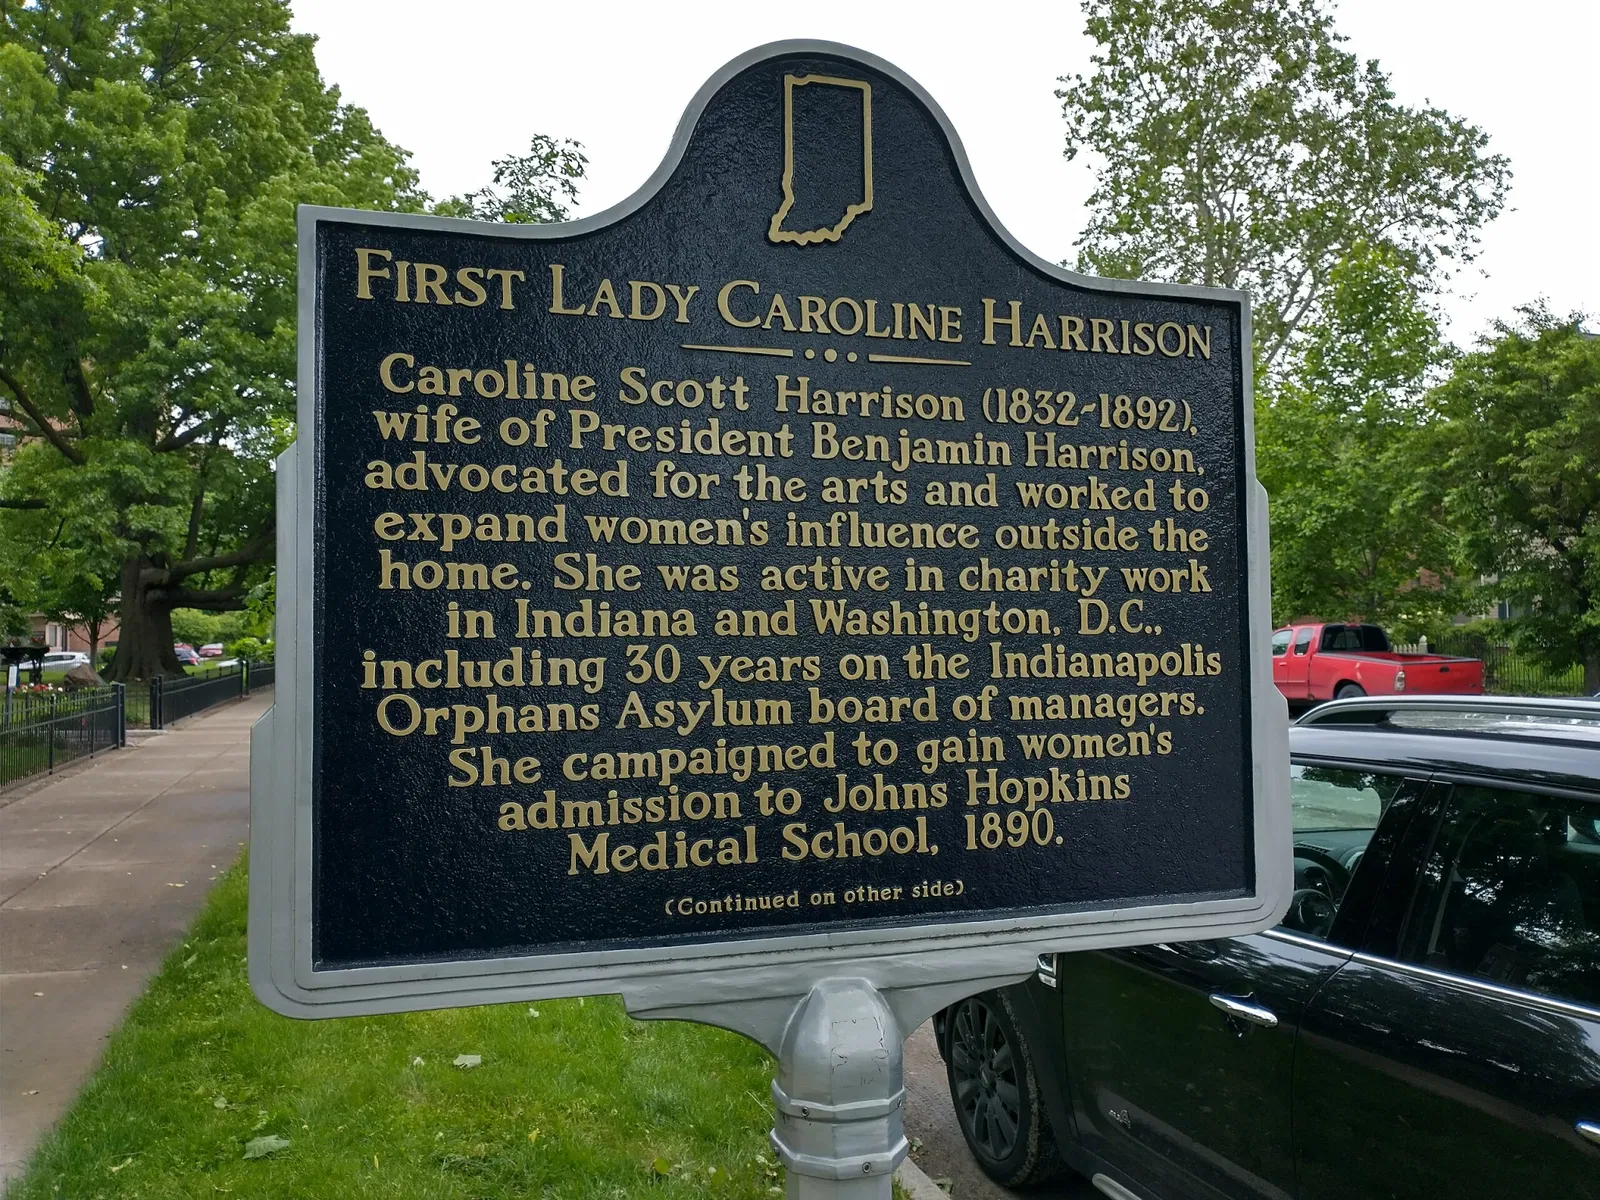 FIRST LADY CAROLINE HARRISON
Caroline Scott Harrison (1832-1892),
wife of President Benjamin Harrison,
advocated for the arts and worked to
expand women's influence outside the
home. She was active in charity work
in Indiana and Washington, D.C.,
including 30 years on the Indianapolis
Orphans Asylum board of managers.
She campaigned to gain women's
admission to Johns Hopkins
Medical School, 1890.
(Continued on other side)